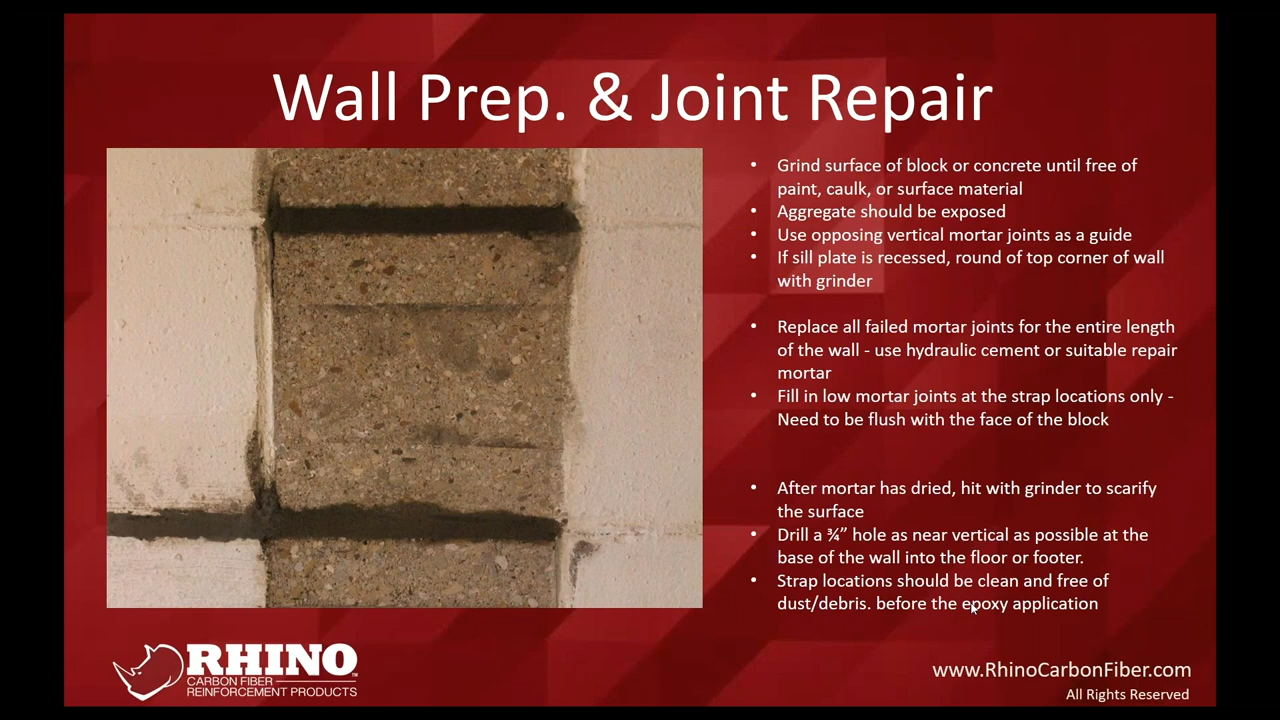 Wall Prep. & Joint Repair
• Grind surface of block or concrete until free of
paint, caulk, or surface material
• Aggregate should be exposed
• Use opposing vertical mortar joints as a guide
• If sill plate is recessed, round of top corner of wall
with grinder
• Replace all failed mortar joints for the entire length
of the wall - use hydraulic cement or suitable repair
mortar
• Fill in low mortar joints at the strap locations only -
Need to be flush with the face of the block
• After mortar has dried, hit with grinder to scarify
the surface
• Drill a ¾” hole as near vertical as possible at the
base of the wall into the floor or footer.
• Strap locations should be clean and free of
dust/debris. before the epoxy application
RHINO™
CARBON FIBER
REINFORCEMENT PRODUCTS
www.RhinoCarbonFiber.com
All Rights Reserved